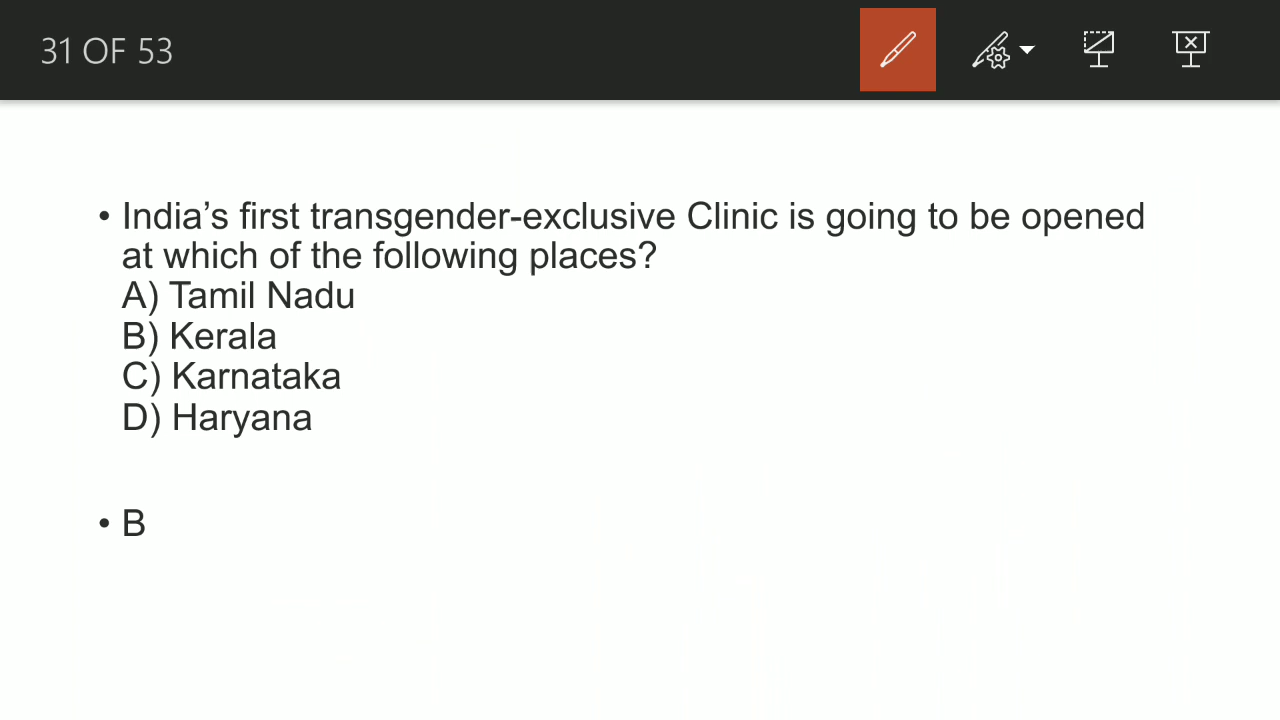 31 OF 53
• India’s first transgender-exclusive Clinic is going to be opened
at which of the following places?
A) Tamil Nadu
B) Kerala
C) Karnataka
D) Haryana
• B